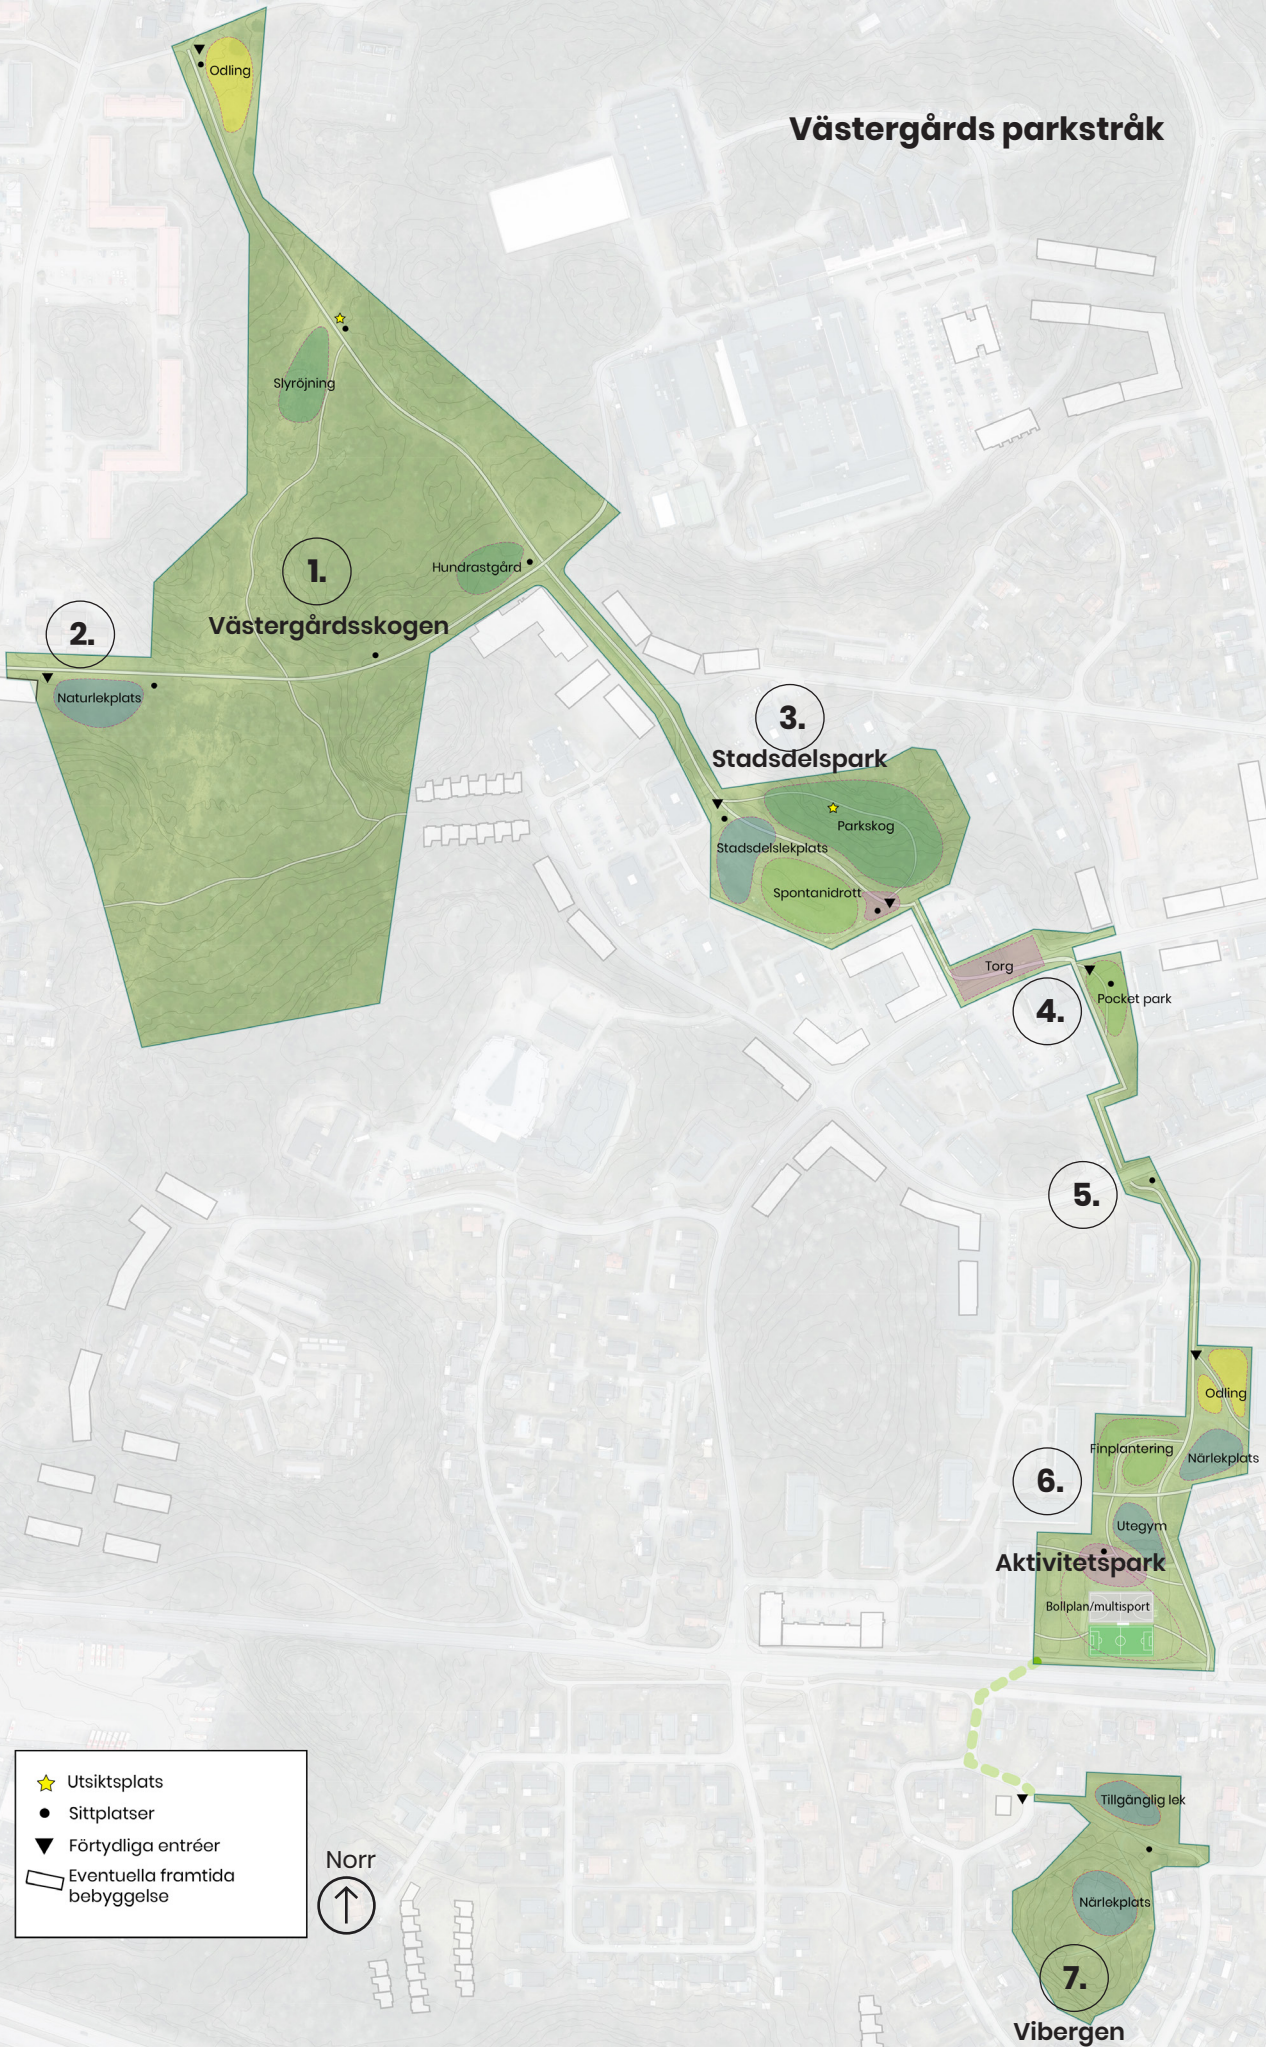 Västergårds parkstråk
Odling
Slyröjning
Hundrastgård
1.
Västergårdsskogen
2.
Naturlekplats
3.
Stadsdelspark
Parkskog
Stadsdelslekplats
Spontanidrott
Torg
4.
Pocket park
5.
Odling
Finplantering
Närlekplats
6.
Utegym
Aktivitetspark
Bollplan/multisport
Tillgänglig lek
Närlekplats
7.
Vibergen
Utsiktsplats
Sittplatser
Förtydliga entréer
Eventuella framtida
bebyggelse
Norr